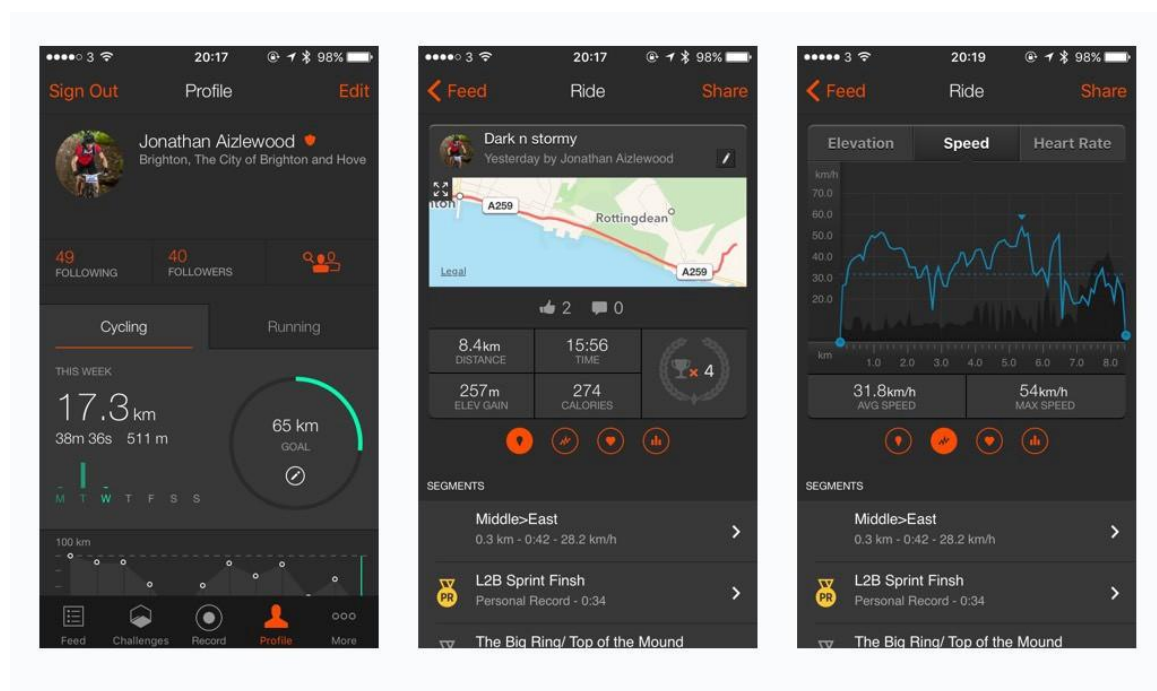 3 20:17 98%
Sign Out Profile Edit
Jonathan Aizlewood
Brighton, The City of Brighton and Hove
49 FOLLOWING
40 FOLLOWERS
Cycling Running
THIS WEEK
17.3 km
38m 36s 511 m
65 km
GOAL
M T W T F S S
100 km
Feed Challenges Record Profile More
3 20:17 98%
Feed Ride Share
Dark n stormy
Yesterday by Jonathan Aizlewood
A259
Rottingdean
Legal
A259
2 0
8.4km DISTANCE
15:56 TIME
4
257m ELEV GAIN
274 CALORIES
SEGMENTS
Middle>East
0.3 km - 0:42 - 28.2 km/h
PR
L2B Sprint Finsh
Personal Record - 0:34
The Big Ring/ Top of the Mound
3 20:19 98%
Feed Ride Share
Elevation Speed Heart Rate
km/h
70.0
60.0
50.0
40.0
30.0
20.0
km 1.0 2.0 3.0 4.0 5.0 6.0 7.0 8.0
31.8km/h AVG SPEED
54km/h MAX SPEED
SEGMENTS
Middle>East
0.3 km - 0:42 - 28.2 km/h
PR
L2B Sprint Finsh
Personal Record - 0:34
The Big Ring/ Top of the Mound